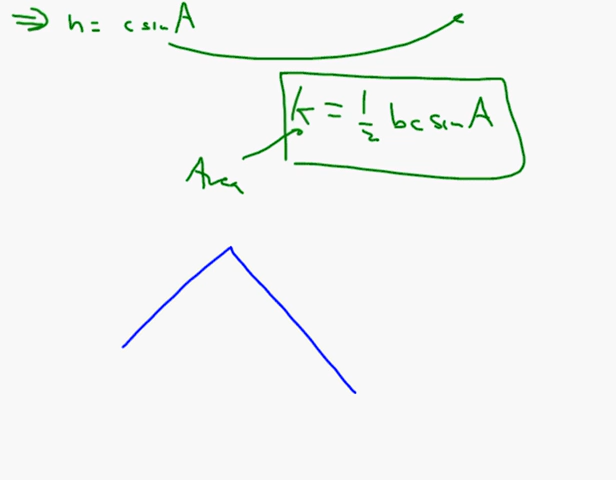 ⇒ h = c sin A
k = 1/2 bc sin A
Area